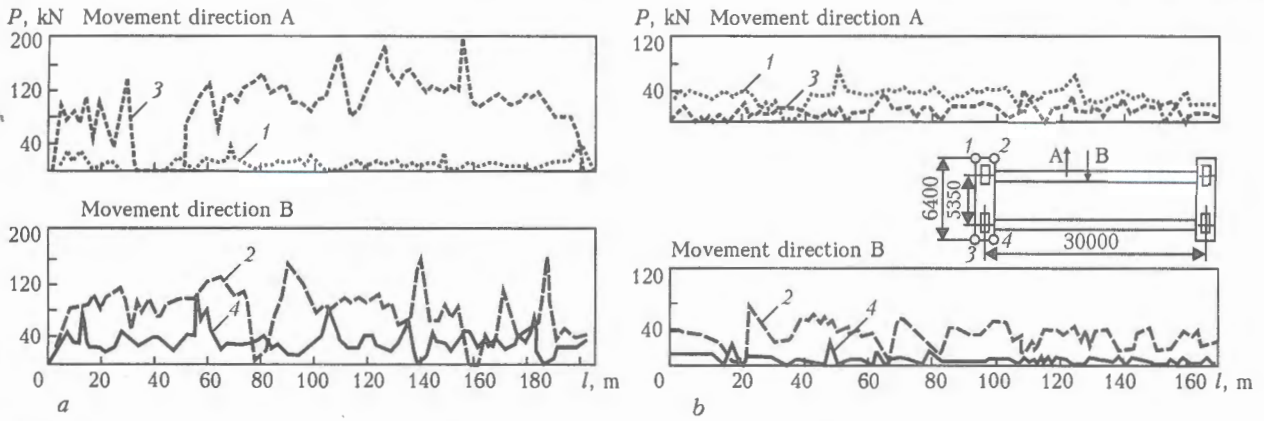 P, kN Movement direction A
200
120
40
3
1
Movement direction B
200
120
40
2
4
0 20 40 60 80 100 120 140 160 180 l, m
a
P, kN Movement direction A
120
40
1
3
1 2
A B
6400
5350
3 4 30000
Movement direction B
120
40
2
4
0 20 40 60 80 100 120 140 160 l, m
b